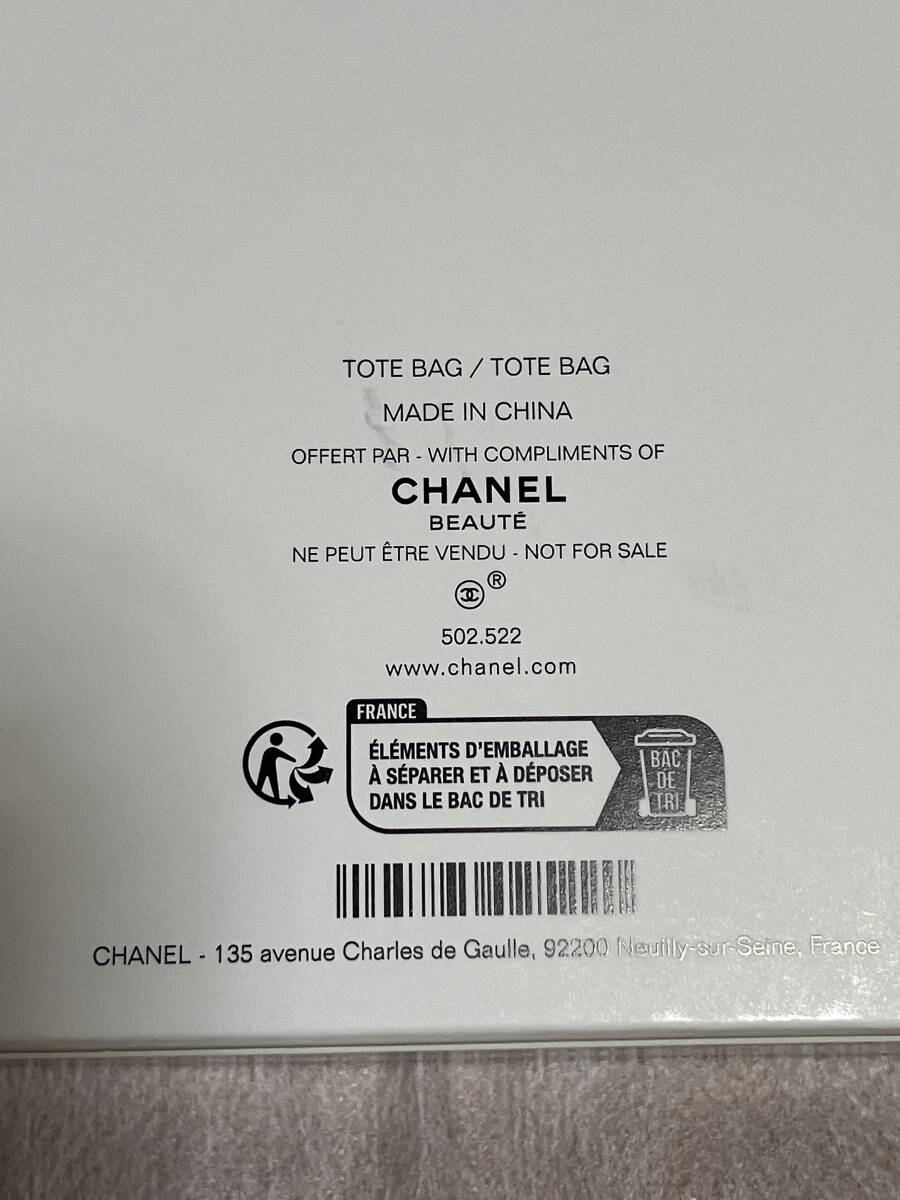 TOTE BAG / TOTE BAG
MADE IN CHINA
OFFERT PAR - WITH COMPLIMENTS OF
CHANEL
BEAUTÉ
NE PEUT ÊTRE VENDU - NOT FOR SALE
®
502.522
www.chanel.com
FRANCE
ÉLÉMENTS D'EMBALLAGE
À SÉPARER ET À DÉPOSER
DANS LE BAC DE TRI
BAC
DE
TRI
CHANEL - 135 avenue Charles de Gaulle, 92200 Neuilly-sur-Seine, France